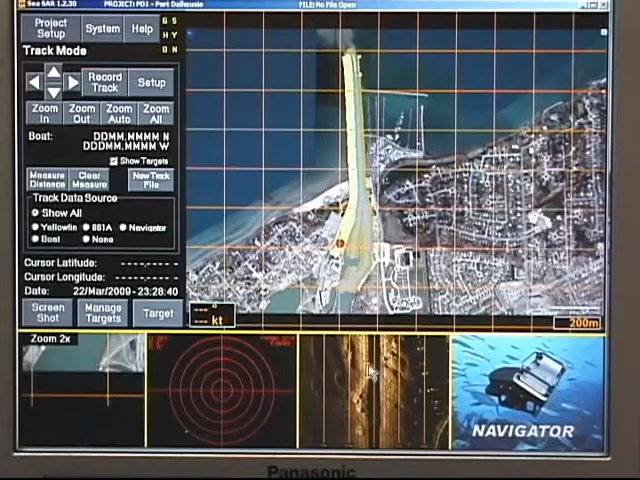 Sea SAR 1.2.30 PROJECT: PD1 - Port Dalhousie FILE: No File Open
Project Setup System Help
Track Mode
Record Track Setup
Zoom In Zoom Out Zoom Auto Zoom All
Boat: DDMM.MMMM N
DDDMM.MMMM W
Show Targets
Measure Distance Clear Measure New Track File
Track Data Source
Show All
Yellowfin 881A Navigator
Boat None
Cursor Latitude: --.---.--
Cursor Longitude: ---.---.--
Date: 22/Mar/2009 - 23:28:40
Screen Shot Manage Targets Target
--- kt
200m
Zoom 2x
NAVIGATOR
Panasonic